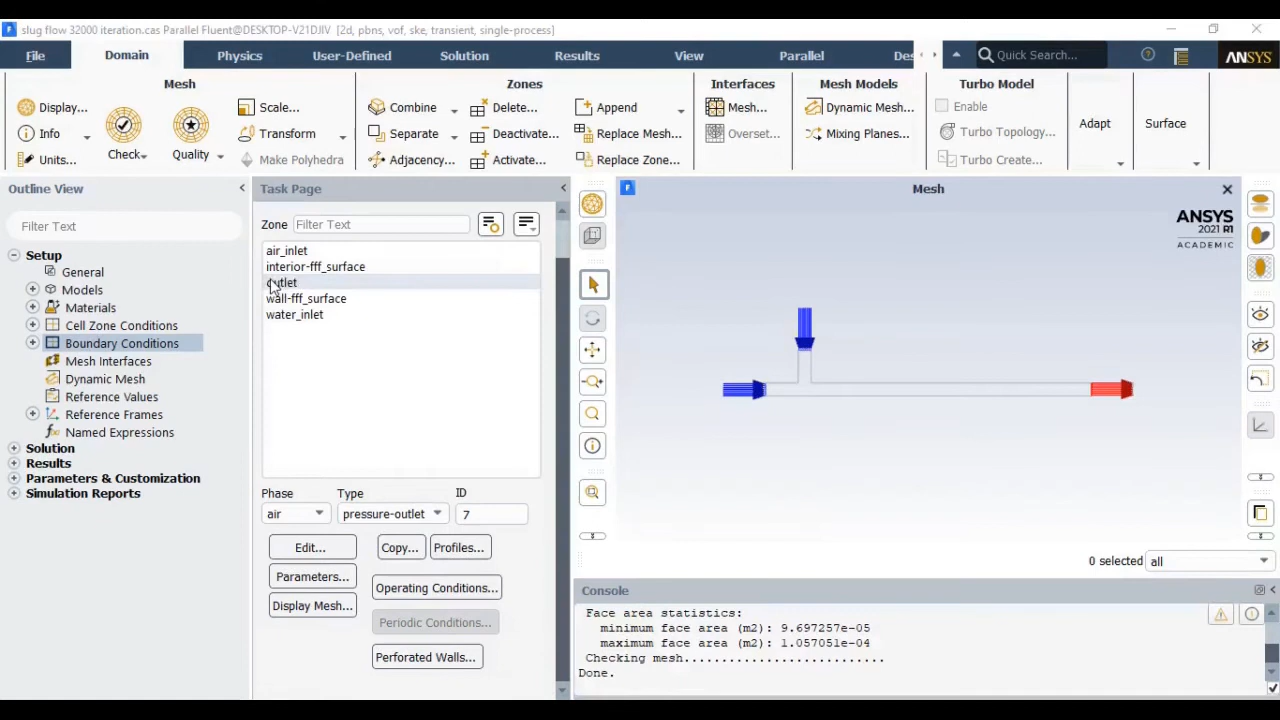 slug flow 32000 iteration.cas Parallel Fluent@DESKTOP-V21DJIV [2d, pbns, vof, ske, transient, single-process]
File Domain Physics User-Defined Solution Results View Parallel Des Quick Search... ANSYS
Mesh Zones Interfaces Mesh Models Turbo Model
Display... Scale... Combine Delete... Append Mesh... Dynamic Mesh... Enable
Info Transform Separate Deactivate... Replace Mesh... Overset... Mixing Planes... Turbo Topology...
Check Quality Adapt Surface
Units... Make Polyhedra Adjacency... Activate... Replace Zone... Turbo Create...
Outline View
Filter Text
Setup
General
Models
Materials
Cell Zone Conditions
Boundary Conditions
Mesh Interfaces
Dynamic Mesh
Reference Values
Reference Frames
Named Expressions
Solution
Results
Parameters & Customization
Simulation Reports
Task Page
Zone Filter Text
air_inlet
interior-fff_surface
outlet
wall-fff_surface
water_inlet
Phase Type ID
air pressure-outlet 7
Edit... Copy... Profiles...
Parameters... Operating Conditions...
Display Mesh... Periodic Conditions...
Perforated Walls...
Mesh
ANSYS
2021 R1
ACADEMIC
0 selected all
Console
Face area statistics:
minimum face area (m2): 9.697257e-05
maximum face area (m2): 1.057051e-04
Checking mesh............................
Done.